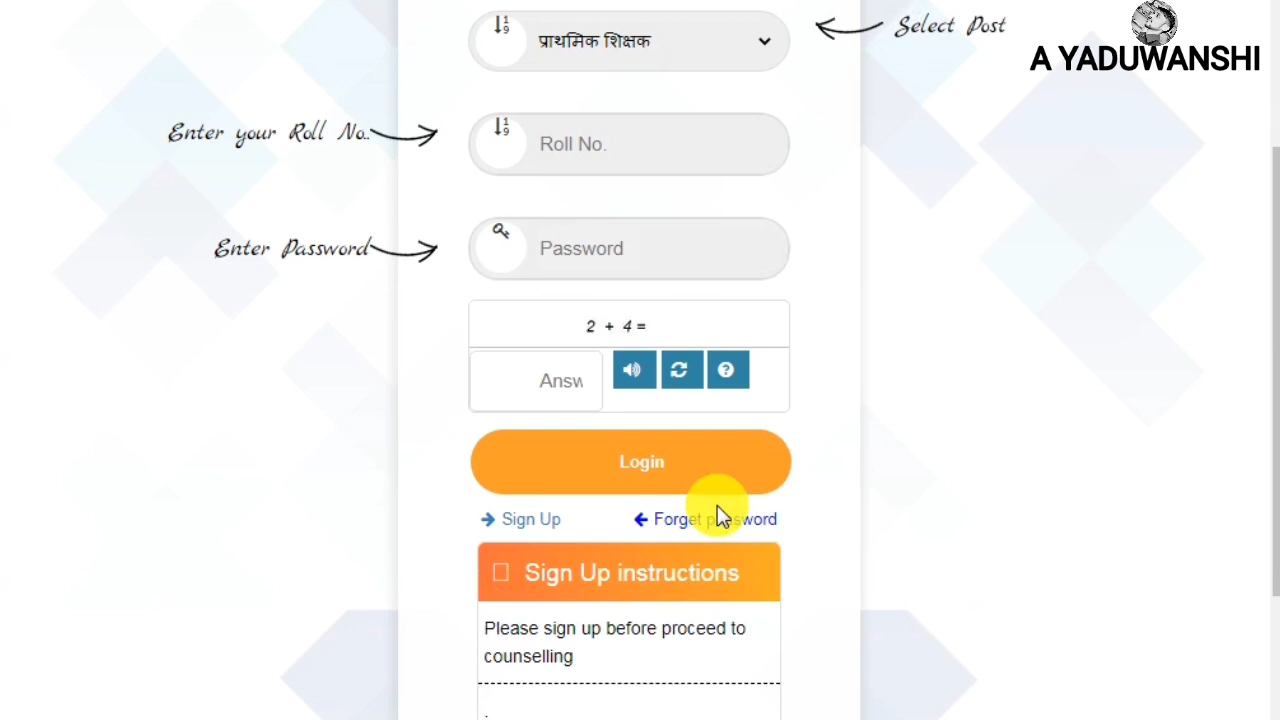 Select Post
A YADUWANSHI
प्राथमिक शिक्षक
Enter your Roll No..
Roll No.
Enter Password
Password
2 + 4 =
Answ
Login
Sign Up
Forget password
Sign Up instructions
Please sign up before proceed to
counselling
.